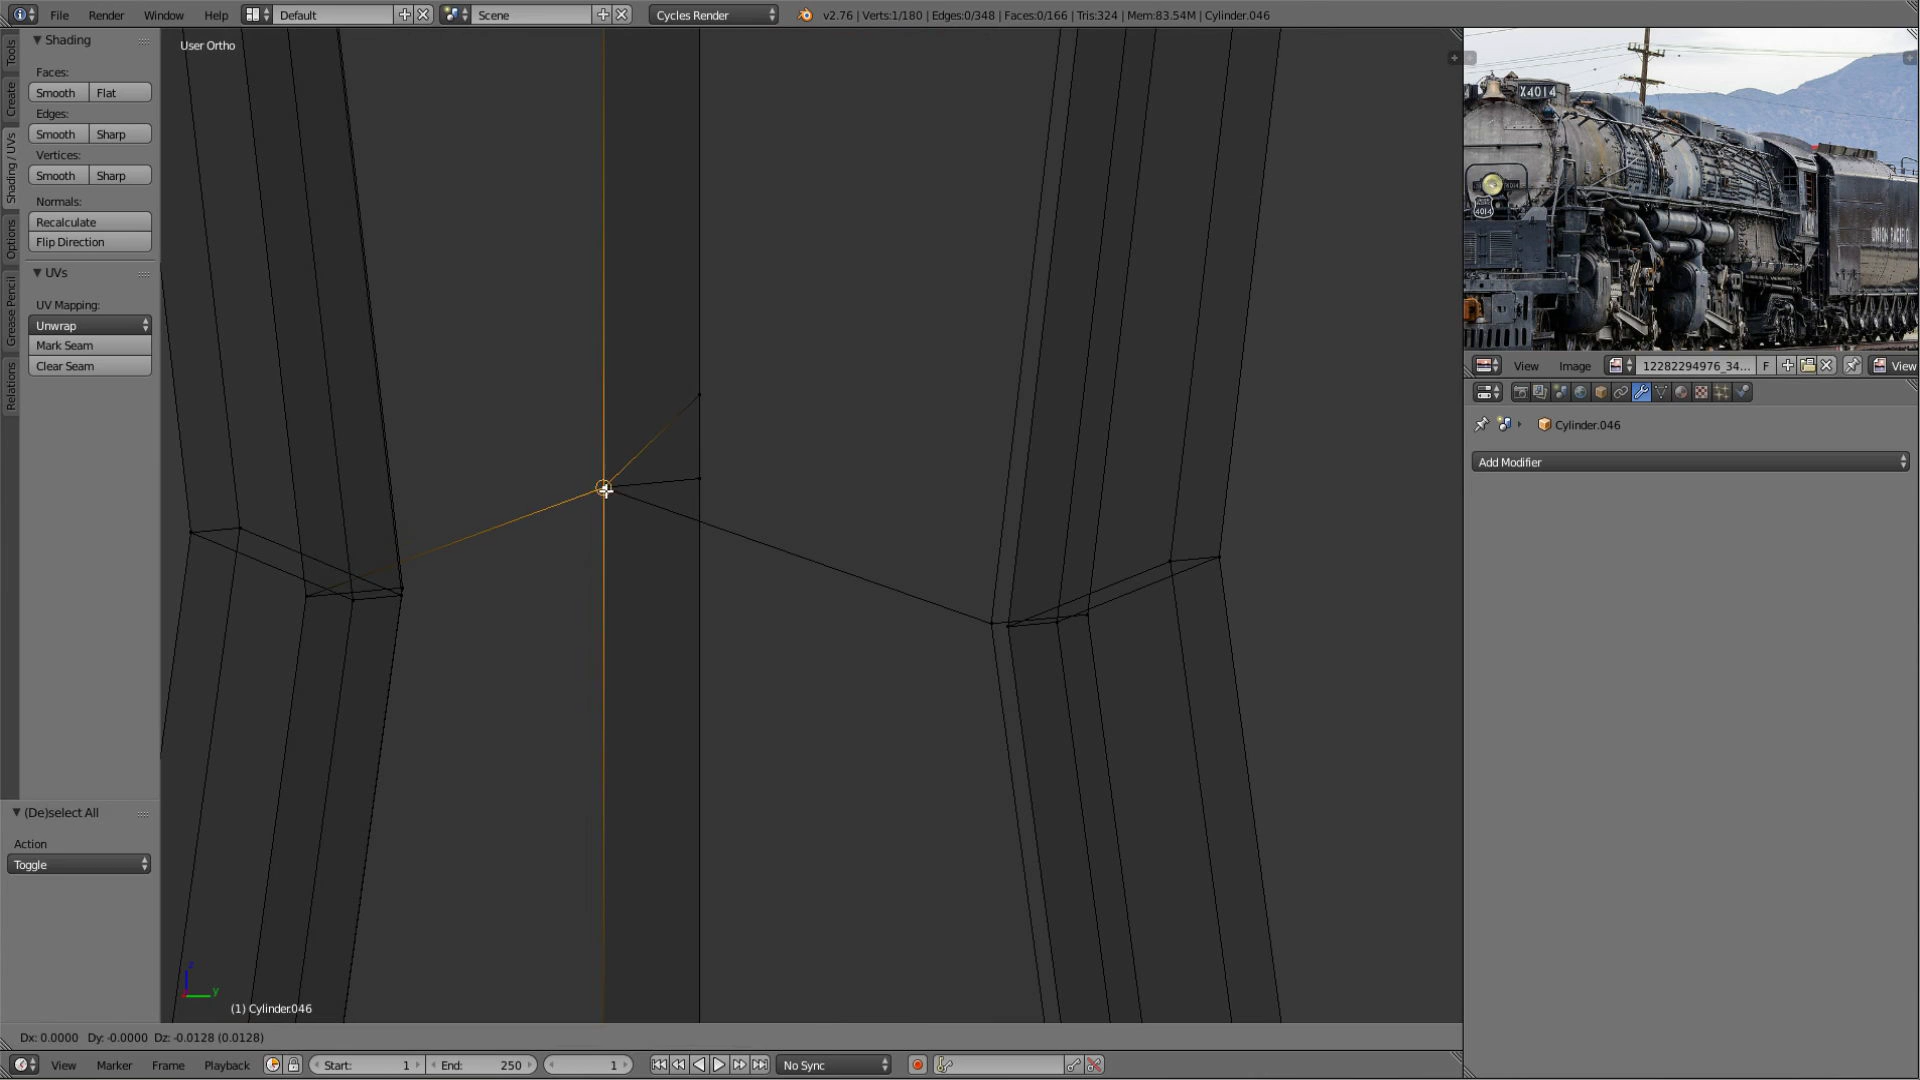 File Render Window Help Default Scene Cycles Render v2.76 | Verts:1/180 | Edges:0/348 | Faces:0/166 | Tris:324 | Mem:83.54M | Cylinder.046
Tools
Create
Shading / UVs
Options
Grease Pencil
Relations
Shading
Faces:
Smooth Flat
Edges:
Smooth Sharp
Vertices:
Smooth Sharp
Normals:
Recalculate
Flip Direction
UVs
UV Mapping:
Unwrap
Mark Seam
Clear Seam
(De)select All
Action
Toggle
User Ortho
z
y
(1) Cylinder.046
Dx: 0.0000 Dy: -0.0000 Dz: -0.0128 (0.0128)
View Marker Frame Playback Start: 1 End: 250 1 No Sync
X4014
4014
UNION PACIFIC
View Image 12282294976_34... F View
Cylinder.046
Add Modifier